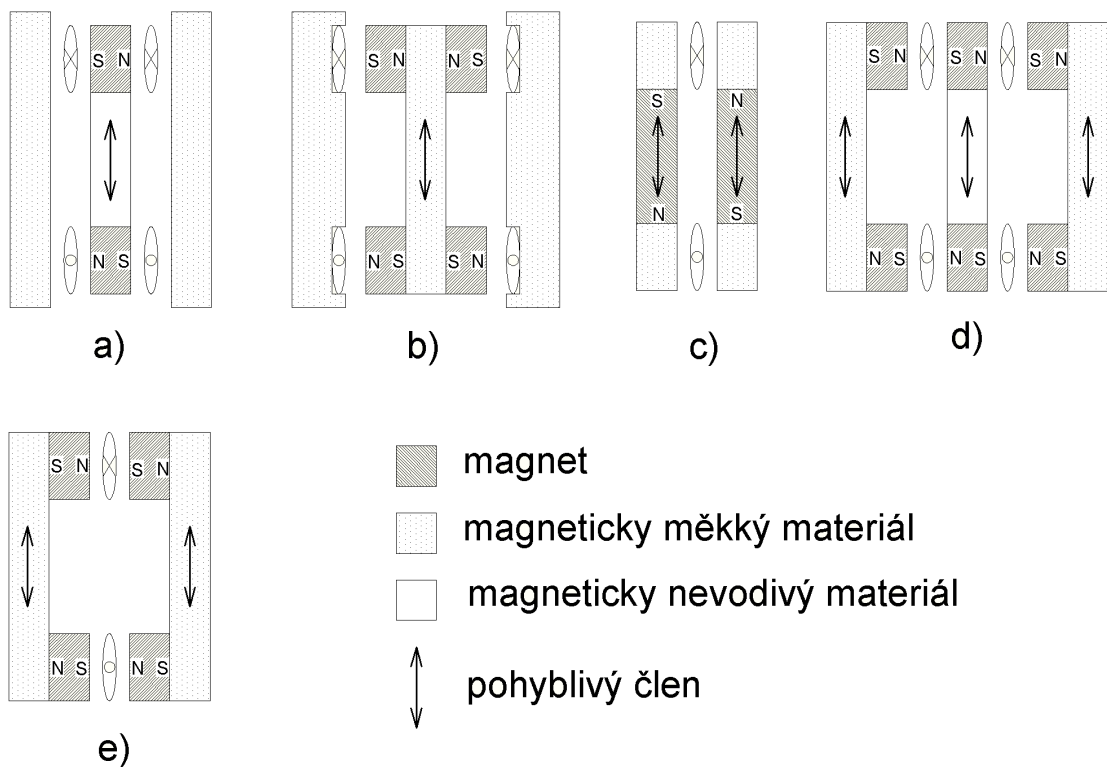 S N
N S
a)
S N N S
N S S N
b)
S N
N S
c)
S N S N S N
N S N S N S
d)
S N S N
N S N S
e)
magnet
magneticky měkký materiál
magneticky nevodivý materiál
pohyblivý člen